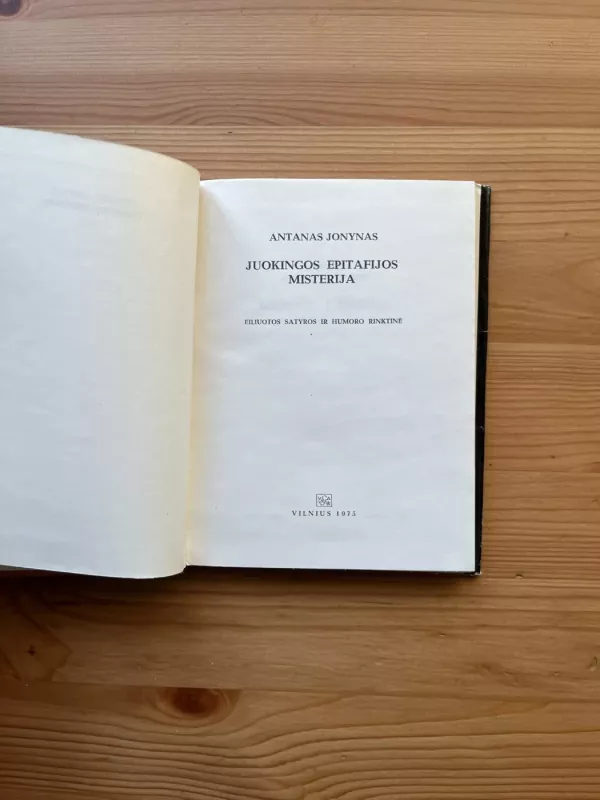 ANTANAS JONYNAS
JUOKINGOS EPITAFIJOS
MISTERIJA
EILIUOTOS SATYROS IR HUMORO RINKTINĖ
VILNIUS 1975